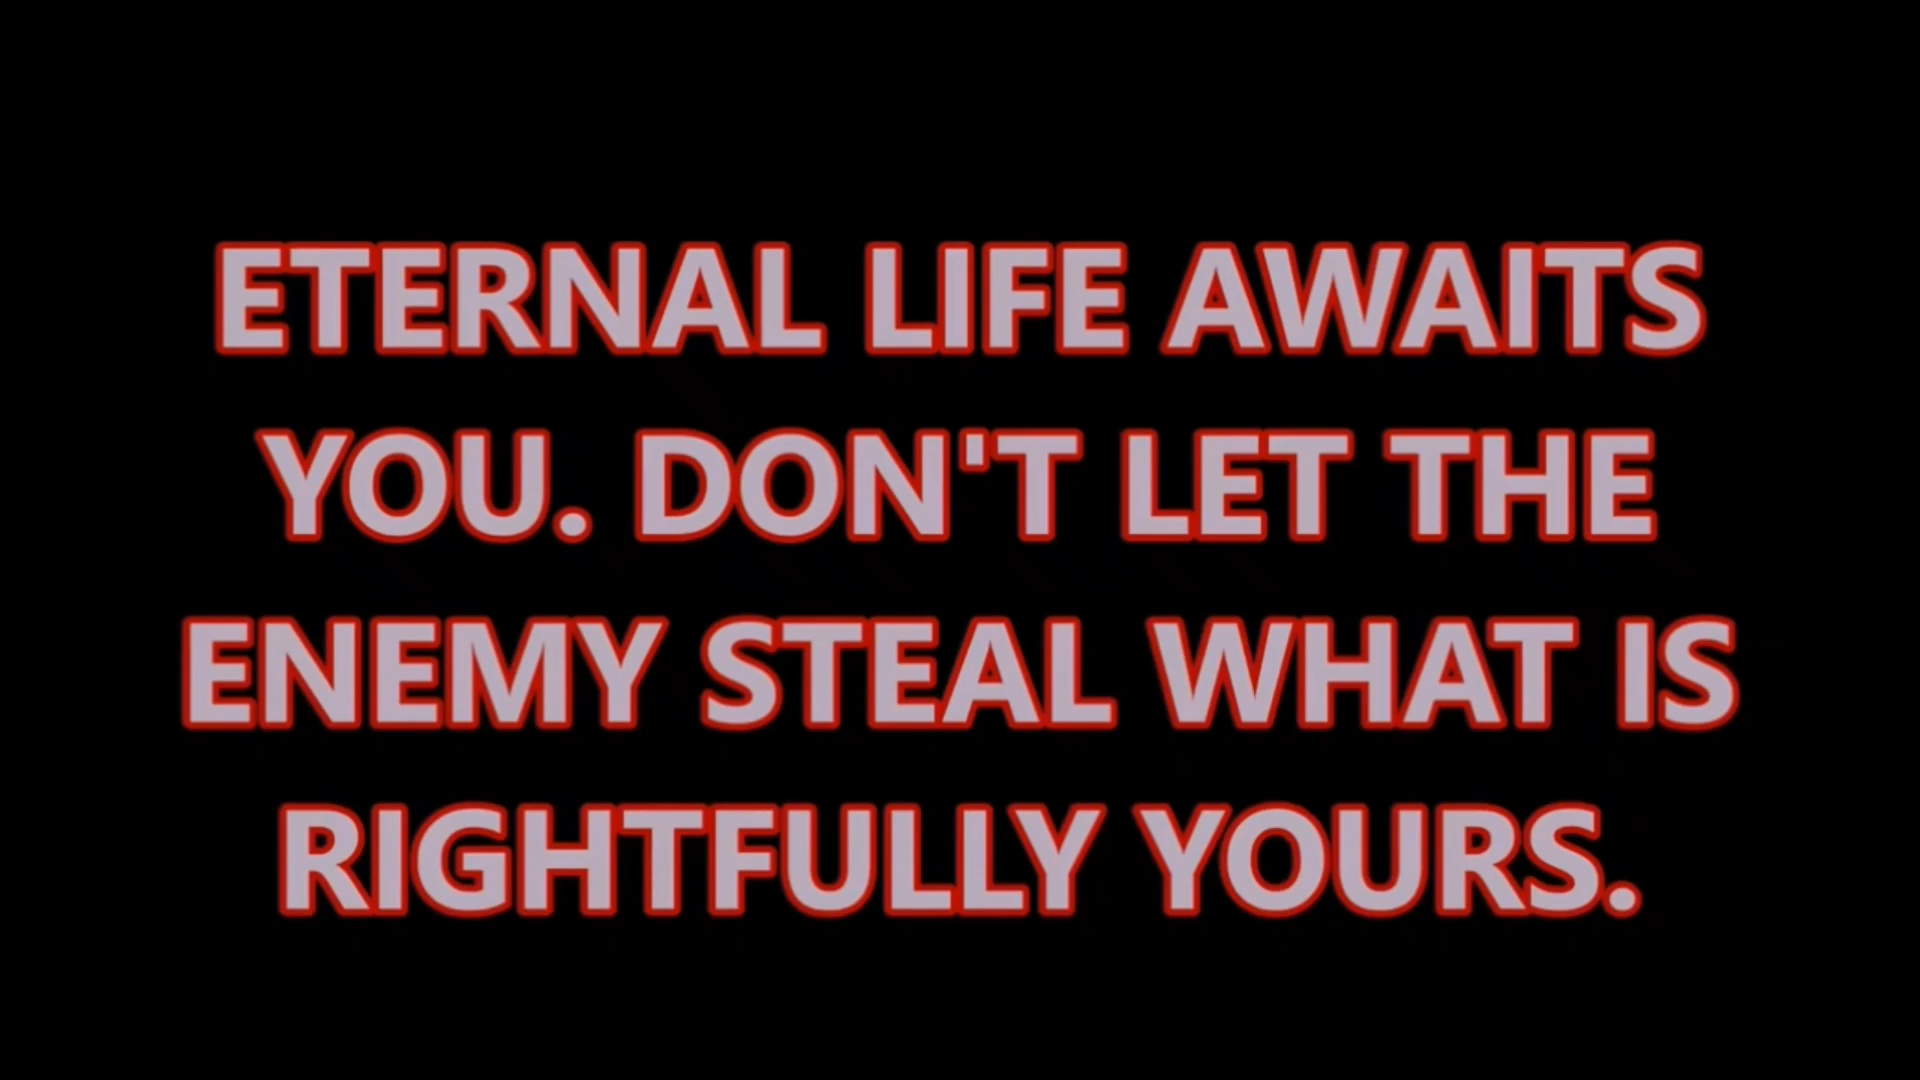 ETERNAL LIFE AWAITS
YOU. DON'T LET THE
ENEMY STEAL WHAT IS
RIGHTFULLY YOURS.